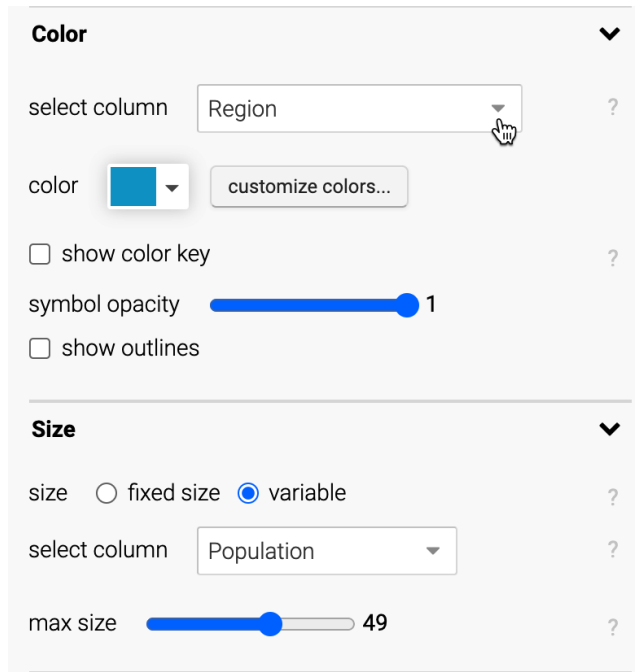 Color
select column Region ?
color customize colors...
show color key ?
symbol opacity 1
show outlines
Size
size fixed size variable ?
select column Population ?
max size 49 ?